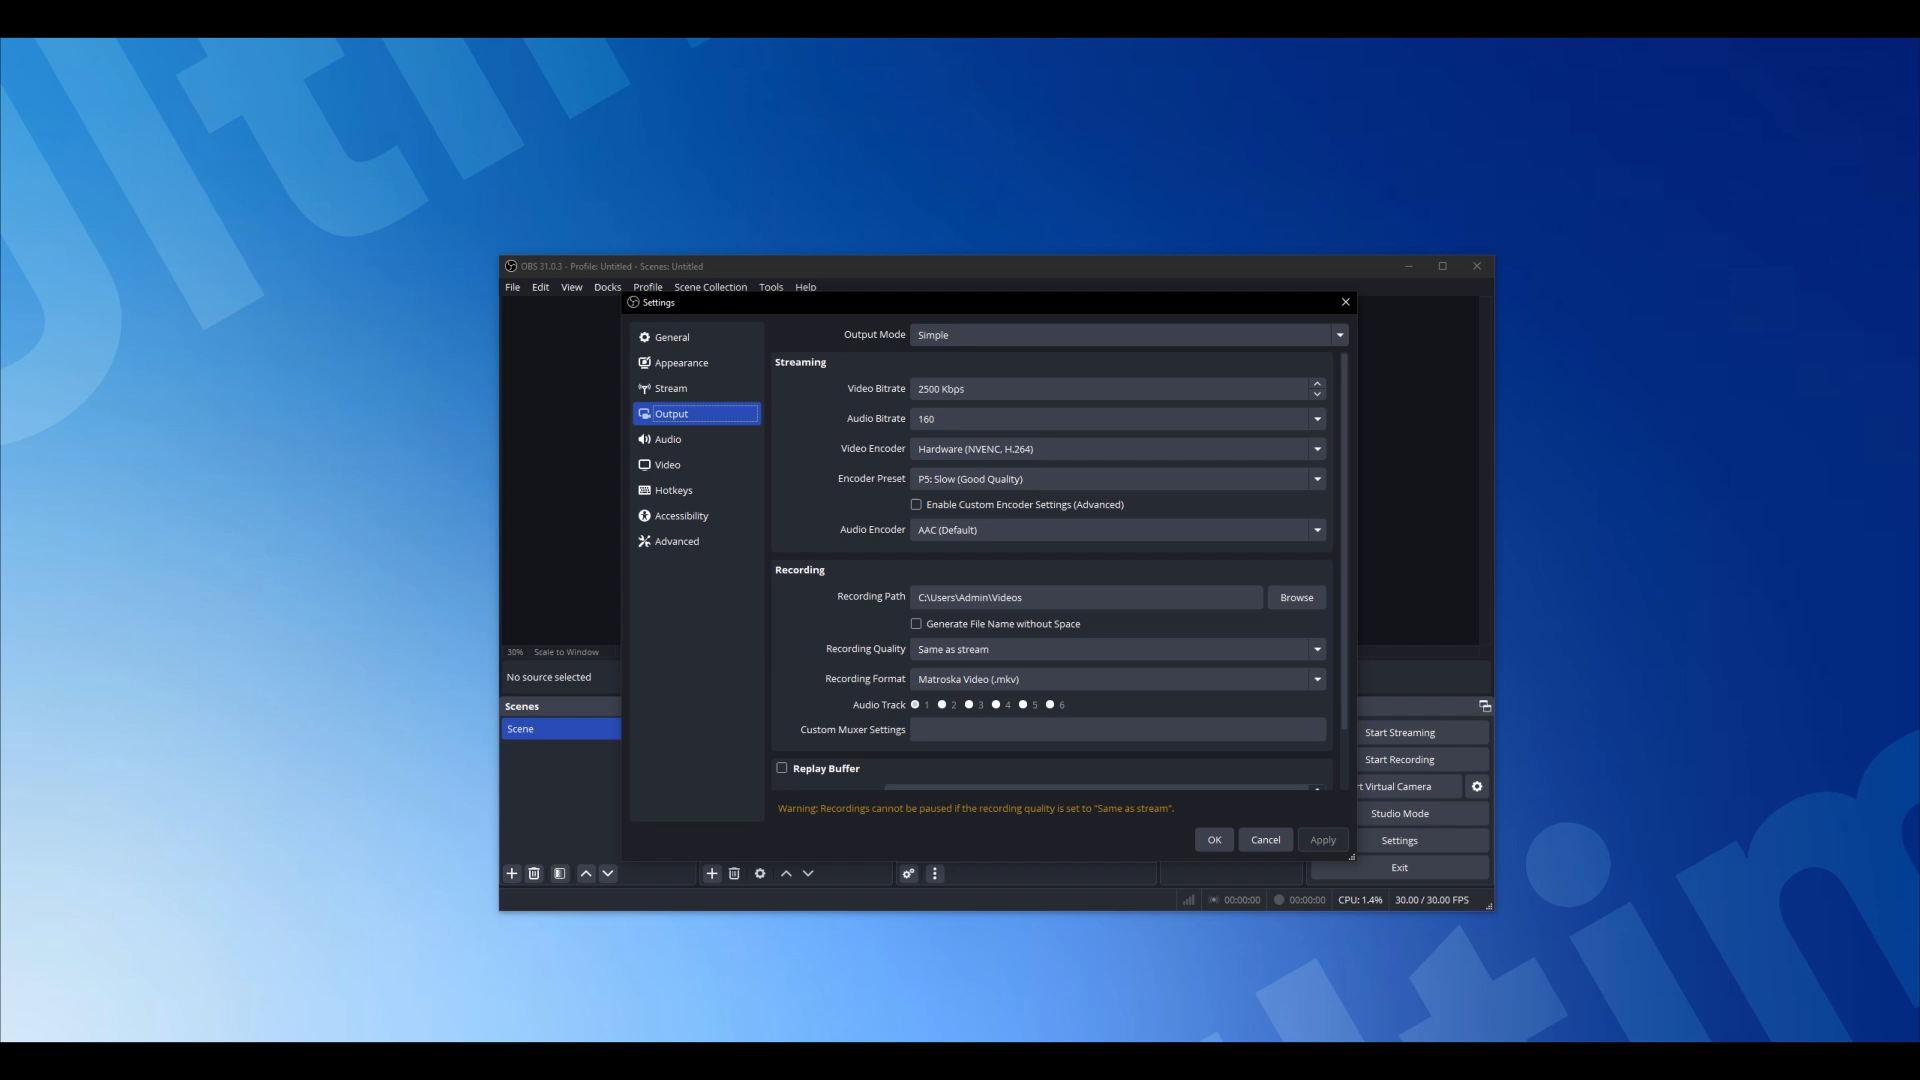 OBS 31.0.3 - Profile: Untitled - Scenes: Untitled
File Edit View Docks Profile Scene Collection Tools Help
Settings
General
Appearance
Stream
Output
Audio
Video
Hotkeys
Accessibility
Advanced
Output Mode Simple
Streaming
Video Bitrate 2500 Kbps
Audio Bitrate 160
Video Encoder Hardware (NVENC, H.264)
Encoder Preset P5: Slow (Good Quality)
Enable Custom Encoder Settings (Advanced)
Audio Encoder AAC (Default)
Recording
Recording Path C:\Users\Admin\Videos Browse
Generate File Name without Space
Recording Quality Same as stream
Recording Format Matroska Video (.mkv)
Audio Track 1 2 3 4 5 6
Custom Muxer Settings
Replay Buffer
Warning: Recordings cannot be paused if the recording quality is set to "Same as stream".
OK Cancel Apply
30% Scale to Window
No source selected
Scenes
Scene
Start Streaming
Start Recording
t Virtual Camera
Studio Mode
Settings
Exit
00:00:00 00:00:00 CPU: 1.4% 30.00 / 30.00 FPS